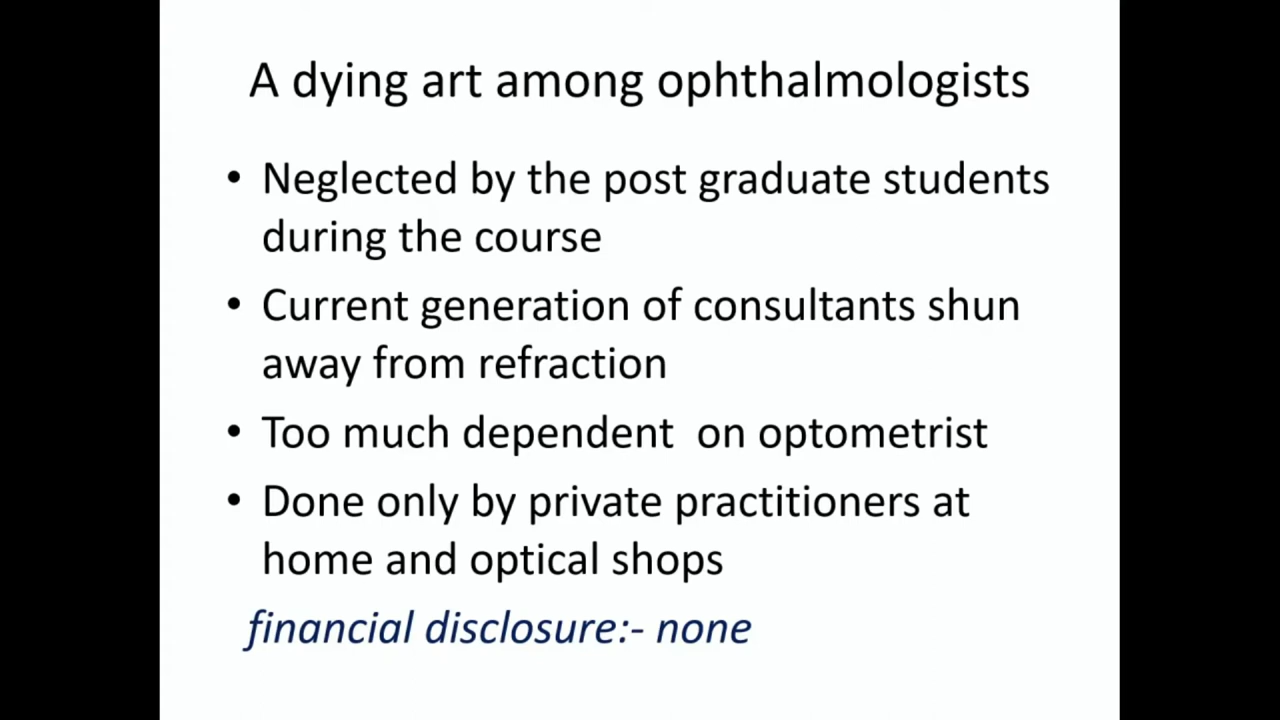 A dying art among ophthalmologists
• Neglected by the post graduate students
during the course
• Current generation of consultants shun
away from refraction
• Too much dependent  on optometrist
• Done only by private practitioners at
home and optical shops
financial disclosure:- none